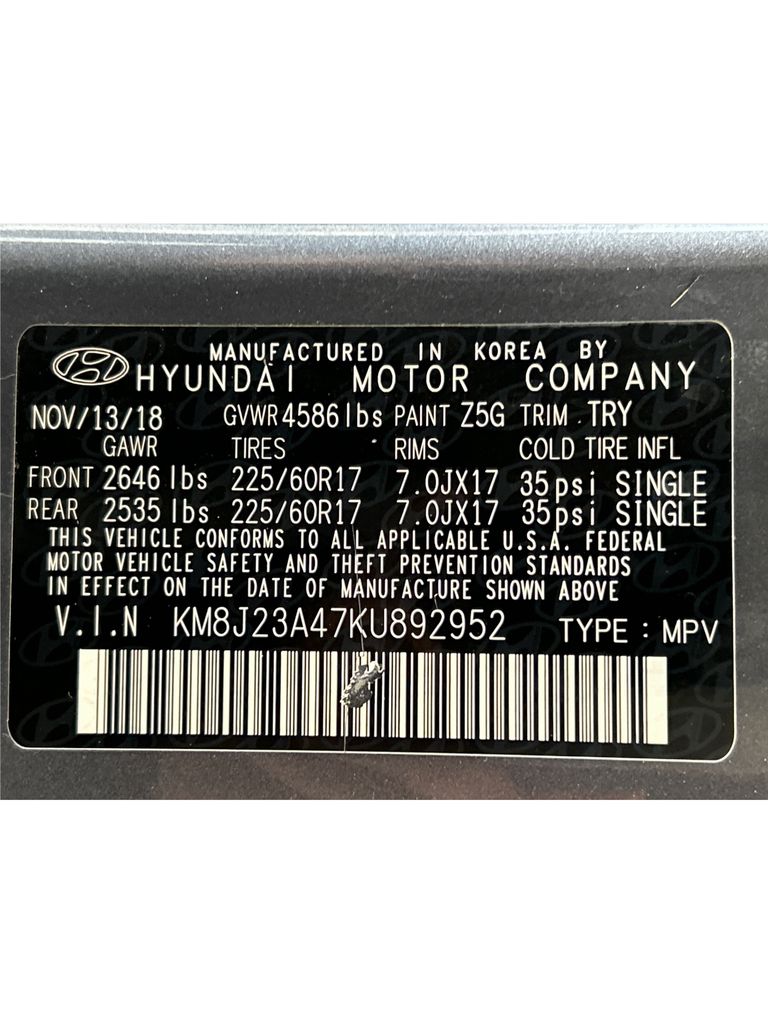 MANUFACTURED IN KOREA BY
HYUNDAI MOTOR COMPANY
NOV/13/18 GVWR 4586 lbs PAINT Z5G TRIM TRY
GAWR TIRES RIMS COLD TIRE INFL
FRONT 2646 lbs 225/60R17 7.0JX17 35psi SINGLE
REAR 2535 lbs 225/60R17 7.0JX17 35psi SINGLE
THIS VEHICLE CONFORMS TO ALL APPLICABLE U.S.A. FEDERAL
MOTOR VEHICLE SAFETY AND THEFT PREVENTION STANDARDS
IN EFFECT ON THE DATE OF MANUFACTURE SHOWN ABOVE
V.I.N KM8J23A47KU892952 TYPE : MPV